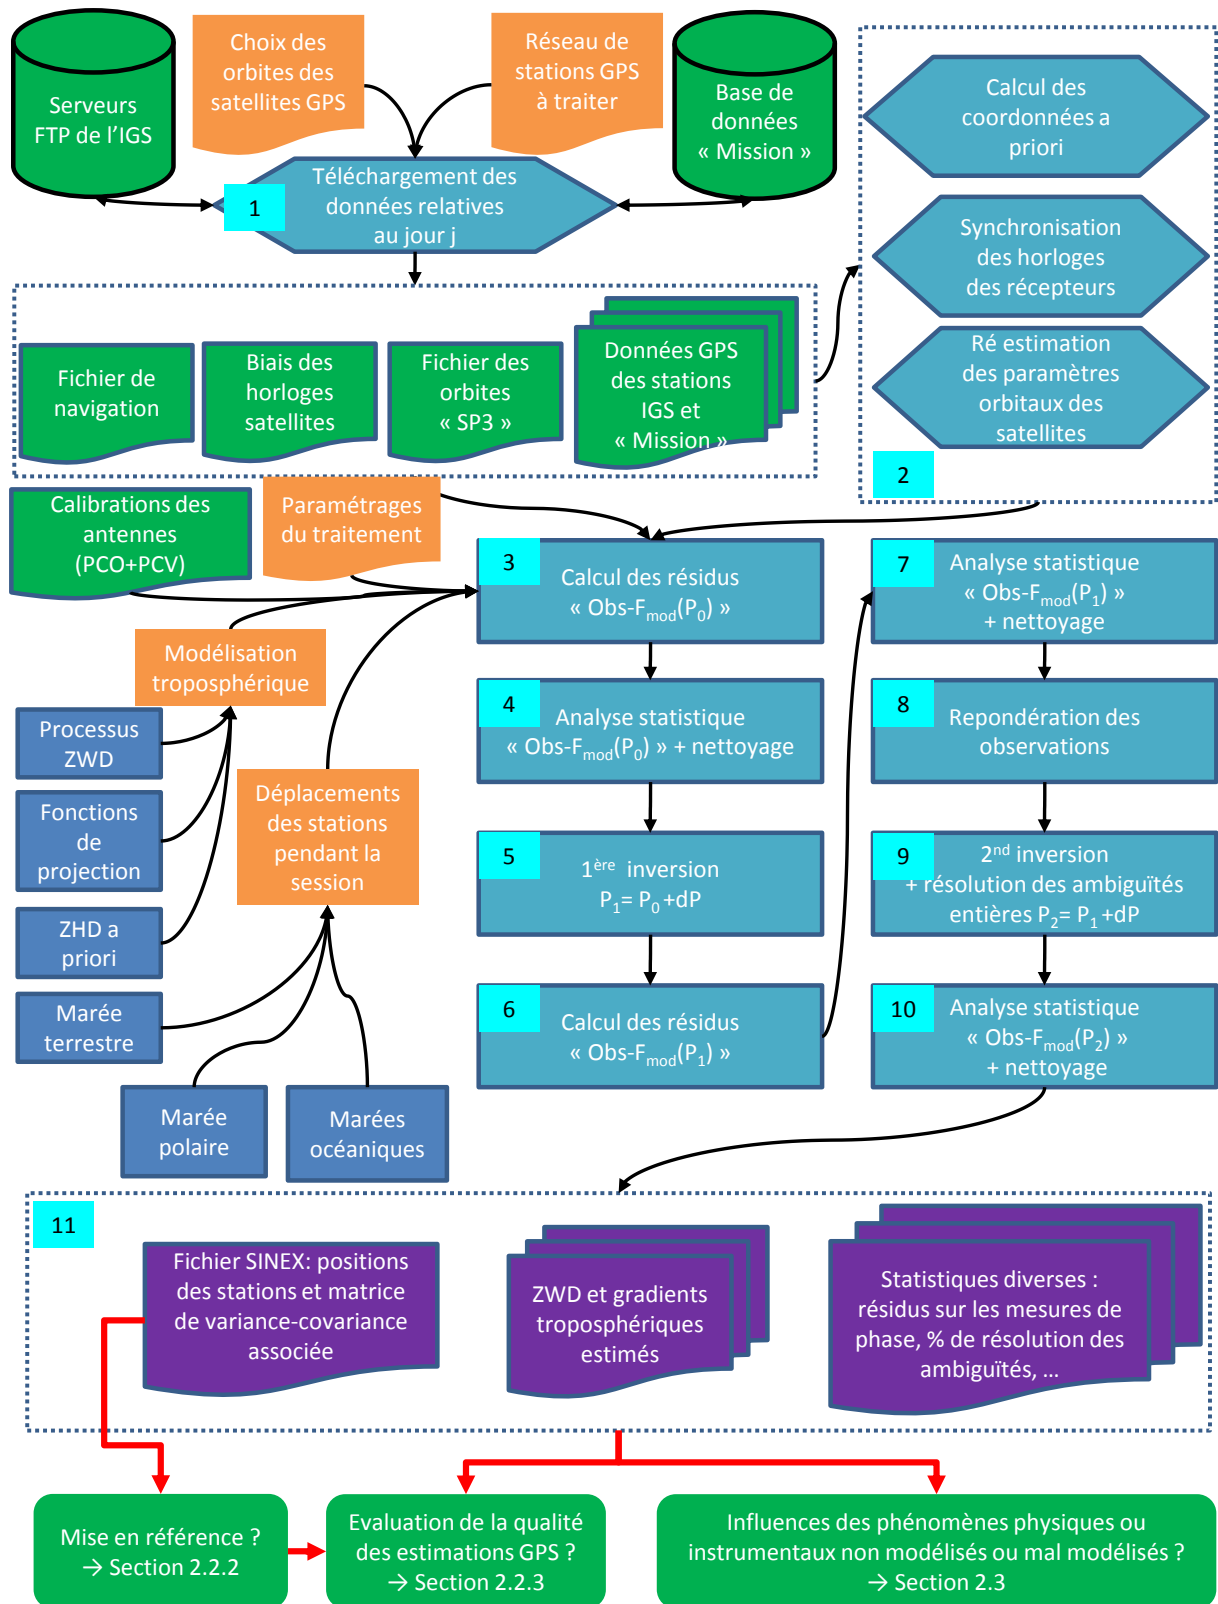 Serveurs
FTP de l'IGS
Choix des
orbites des
satellites GPS
Réseau de
stations GPS
à traiter
Base de
données
« Mission »
1
Téléchargement des
données relatives
au jour j
Calcul des
coordonnées a
priori
Synchronisation
des horloges
des récepteurs
Ré estimation
des paramètres
orbitaux des
satellites
2
Fichier de
navigation
Biais des
horloges
satellites
Fichier des
orbites
« SP3 »
Données GPS
des stations
IGS et
« Mission »
Calibrations des
antennes
(PCO+PCV)
Paramétrages
du traitement
Modélisation
troposphérique
Processus
ZWD
Fonctions
de
projection
ZHD a
priori
Déplacements
des stations
pendant la
session
Marée
terrestre
Marée
polaire
Marées
océaniques
3
Calcul des résidus
« Obs-Fmod(P0) »
4
Analyse statistique
« Obs-Fmod(P0) » + nettoyage
5
1ère inversion
P1= P0 +dP
6
Calcul des résidus
« Obs-Fmod(P1) »
7
Analyse statistique
« Obs-Fmod(P1) »
+ nettoyage
8
Repondération des
observations
9
2nd inversion
+ résolution des ambiguïtés
entières P2= P1 +dP
10
Analyse statistique
« Obs-Fmod(P2) »
+ nettoyage
11
Fichier SINEX: positions
des stations et matrice
de variance-covariance
associée
ZWD et gradients
troposphériques
estimés
Statistiques diverses :
résidus sur les mesures de
phase, % de résolution des
ambiguïtés, ...
Mise en référence ?
→ Section 2.2.2
Evaluation de la qualité
des estimations GPS ?
→ Section 2.2.3
Influences des phénomènes physiques ou
instrumentaux non modélisés ou mal modélisés ?
→ Section 2.3